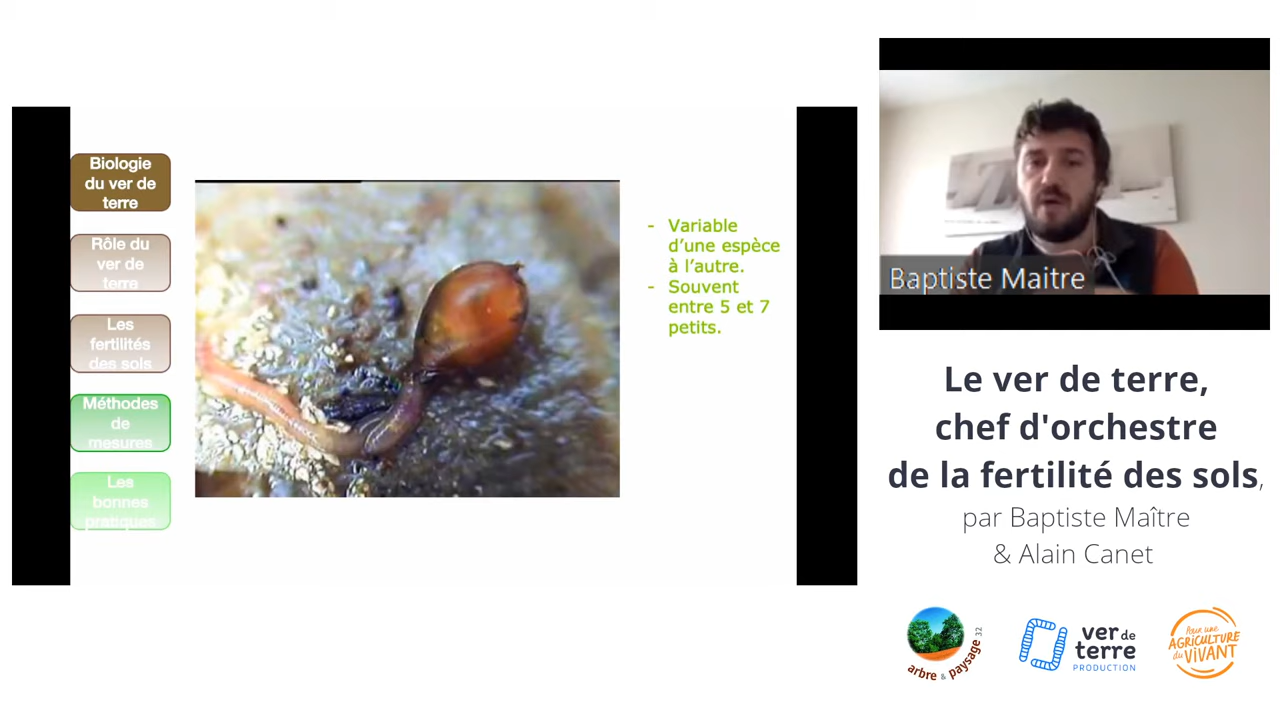 Biologie
du ver de
terre
Rôle du
ver de
terre
Les
fertilités
des sols
Méthodes
de
mesures
Les
bonnes
pratiques
- Variable
d'une espèce
à l'autre.
- Souvent
entre 5 et 7
petits.
Baptiste Maitre
Le ver de terre,
chef d'orchestre
de la fertilité des sols,
par Baptiste Maître
& Alain Canet
arbre & paysage 32
ver de
terre
PRODUCTION
Pour une
AGRICULTURE
du ViVANT